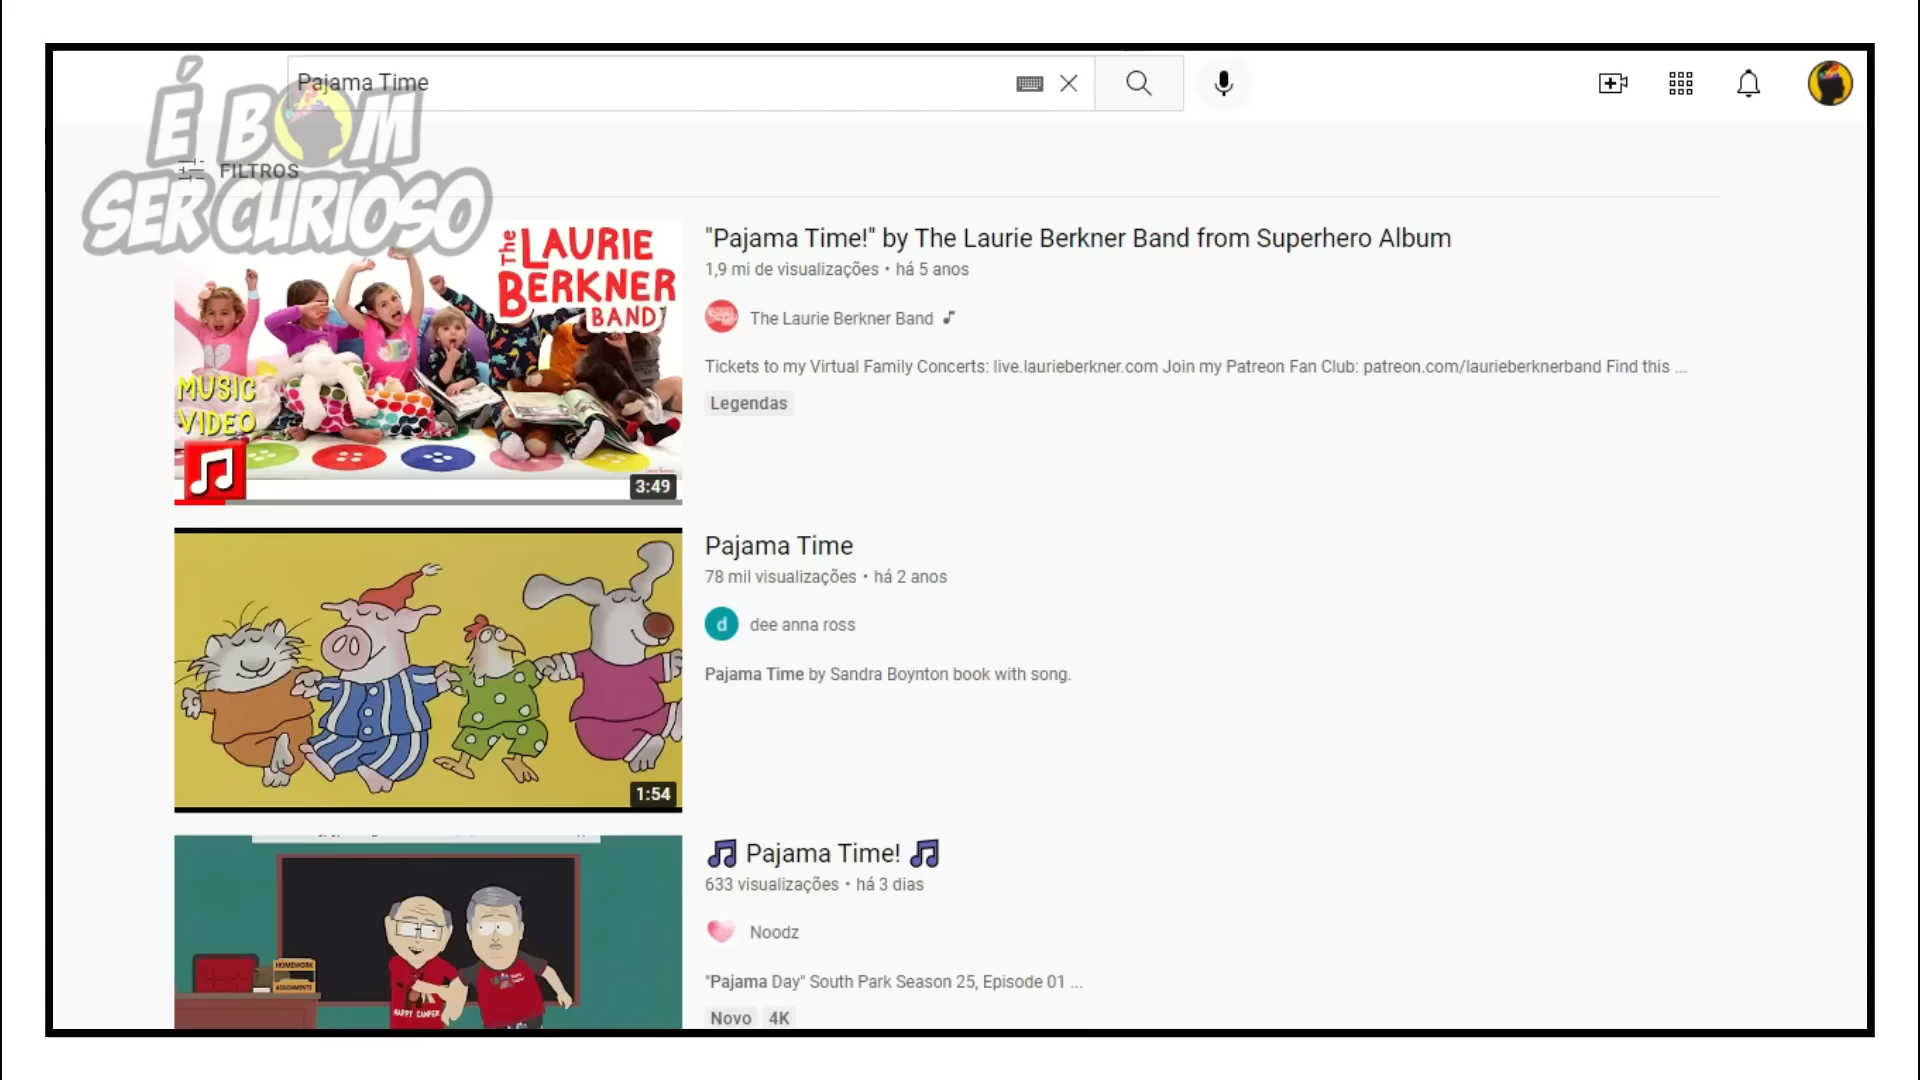 Pajama Time
É BOM
SER CURIOSO
FILTROS
THE LAURIE
BERKNER
BAND
MUSIC
VIDEO
3:49
"Pajama Time!" by The Laurie Berkner Band from Superhero Album
1,9 mi de visualizações • há 5 anos
The Laurie Berkner Band
Tickets to my Virtual Family Concerts: live.laurieberkner.com Join my Patreon Fan Club: patreon.com/laurieberknerband Find this ...
Legendas
1:54
Pajama Time
78 mil visualizações • há 2 anos
d
dee anna ross
Pajama Time by Sandra Boynton book with song.
HOMEWORK
ASSIGNMENTS
HAPPY CAMPER
🎵 Pajama Time! 🎵
633 visualizações • há 3 dias
Noodz
"Pajama Day" South Park Season 25, Episode 01 ...
Novo 4K